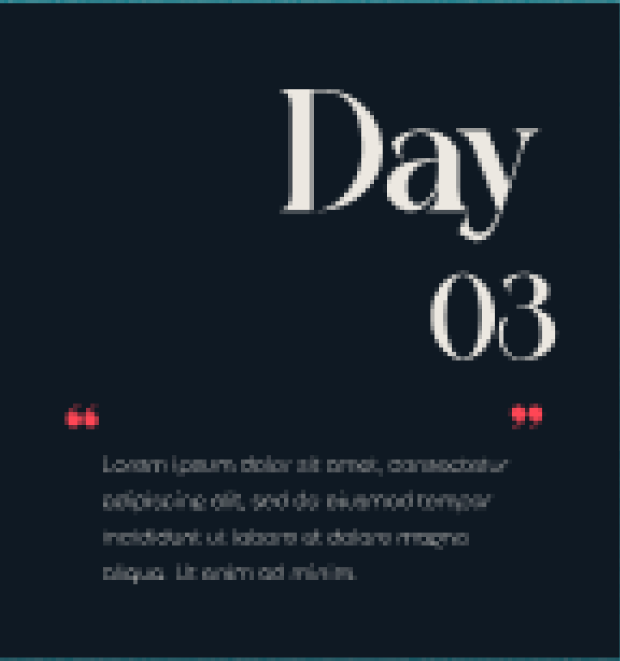 Day
03
“ ”
Lorem ipsum dolor sit amet, consectetur
adipiscing elit, sed do eiusmod tempor
incididunt ut labore et dolore magna
aliqua. Ut enim ad minim.